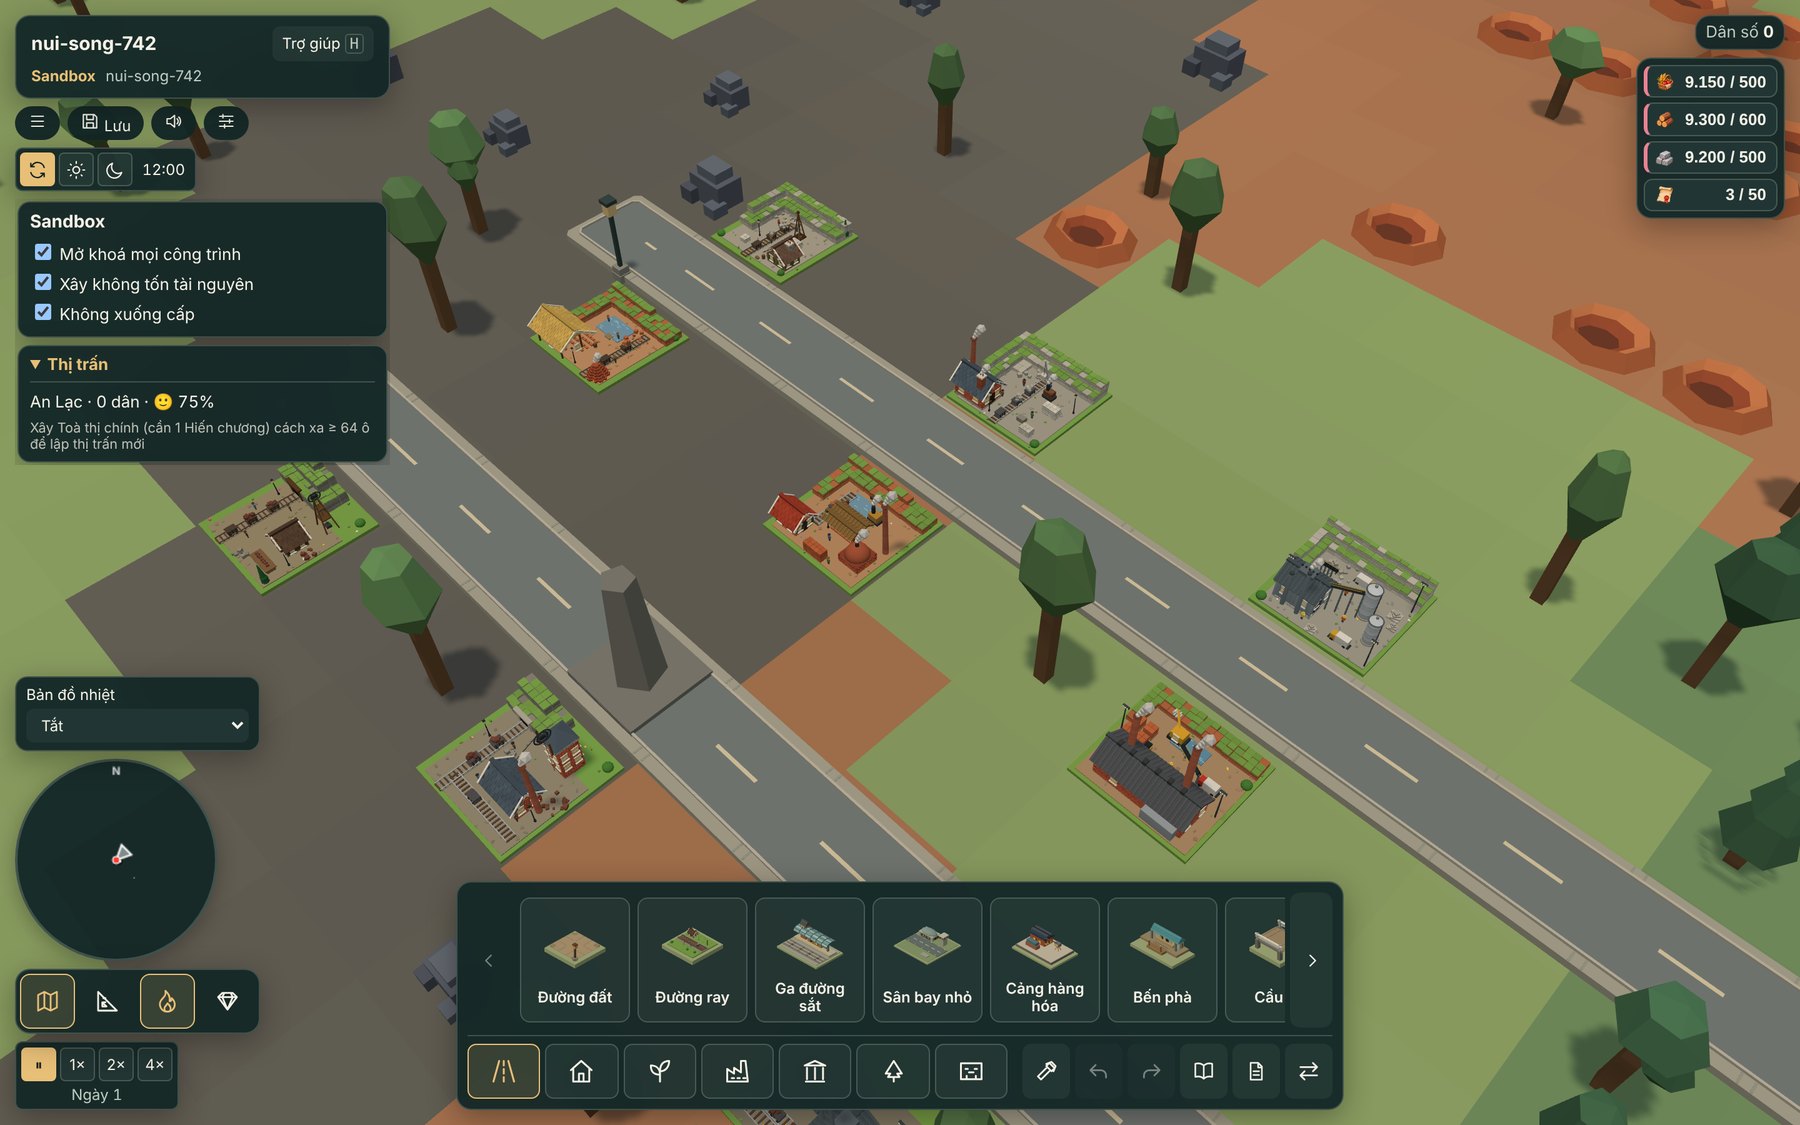 nui-song-742
Trợ giúp H
Sandbox nui-song-742
Lưu
12:00
Sandbox
Mở khoá mọi công trình
Xây không tốn tài nguyên
Không xuống cấp
▼ Thị trấn
An Lạc · 0 dân · 🙂 75%
Xây Toà thị chính (cần 1 Hiến chương) cách xa ≥ 64 ô
để lập thị trấn mới
Dân số 0
9.150 / 500
9.300 / 600
9.200 / 500
3 / 50
Bản đồ nhiệt
Tắt
N
1×
2×
4×
Ngày 1
Đường đất
Đường ray
Ga đường
sắt
Sân bay nhỏ
Cảng hàng
hóa
Bến phà
Cầu